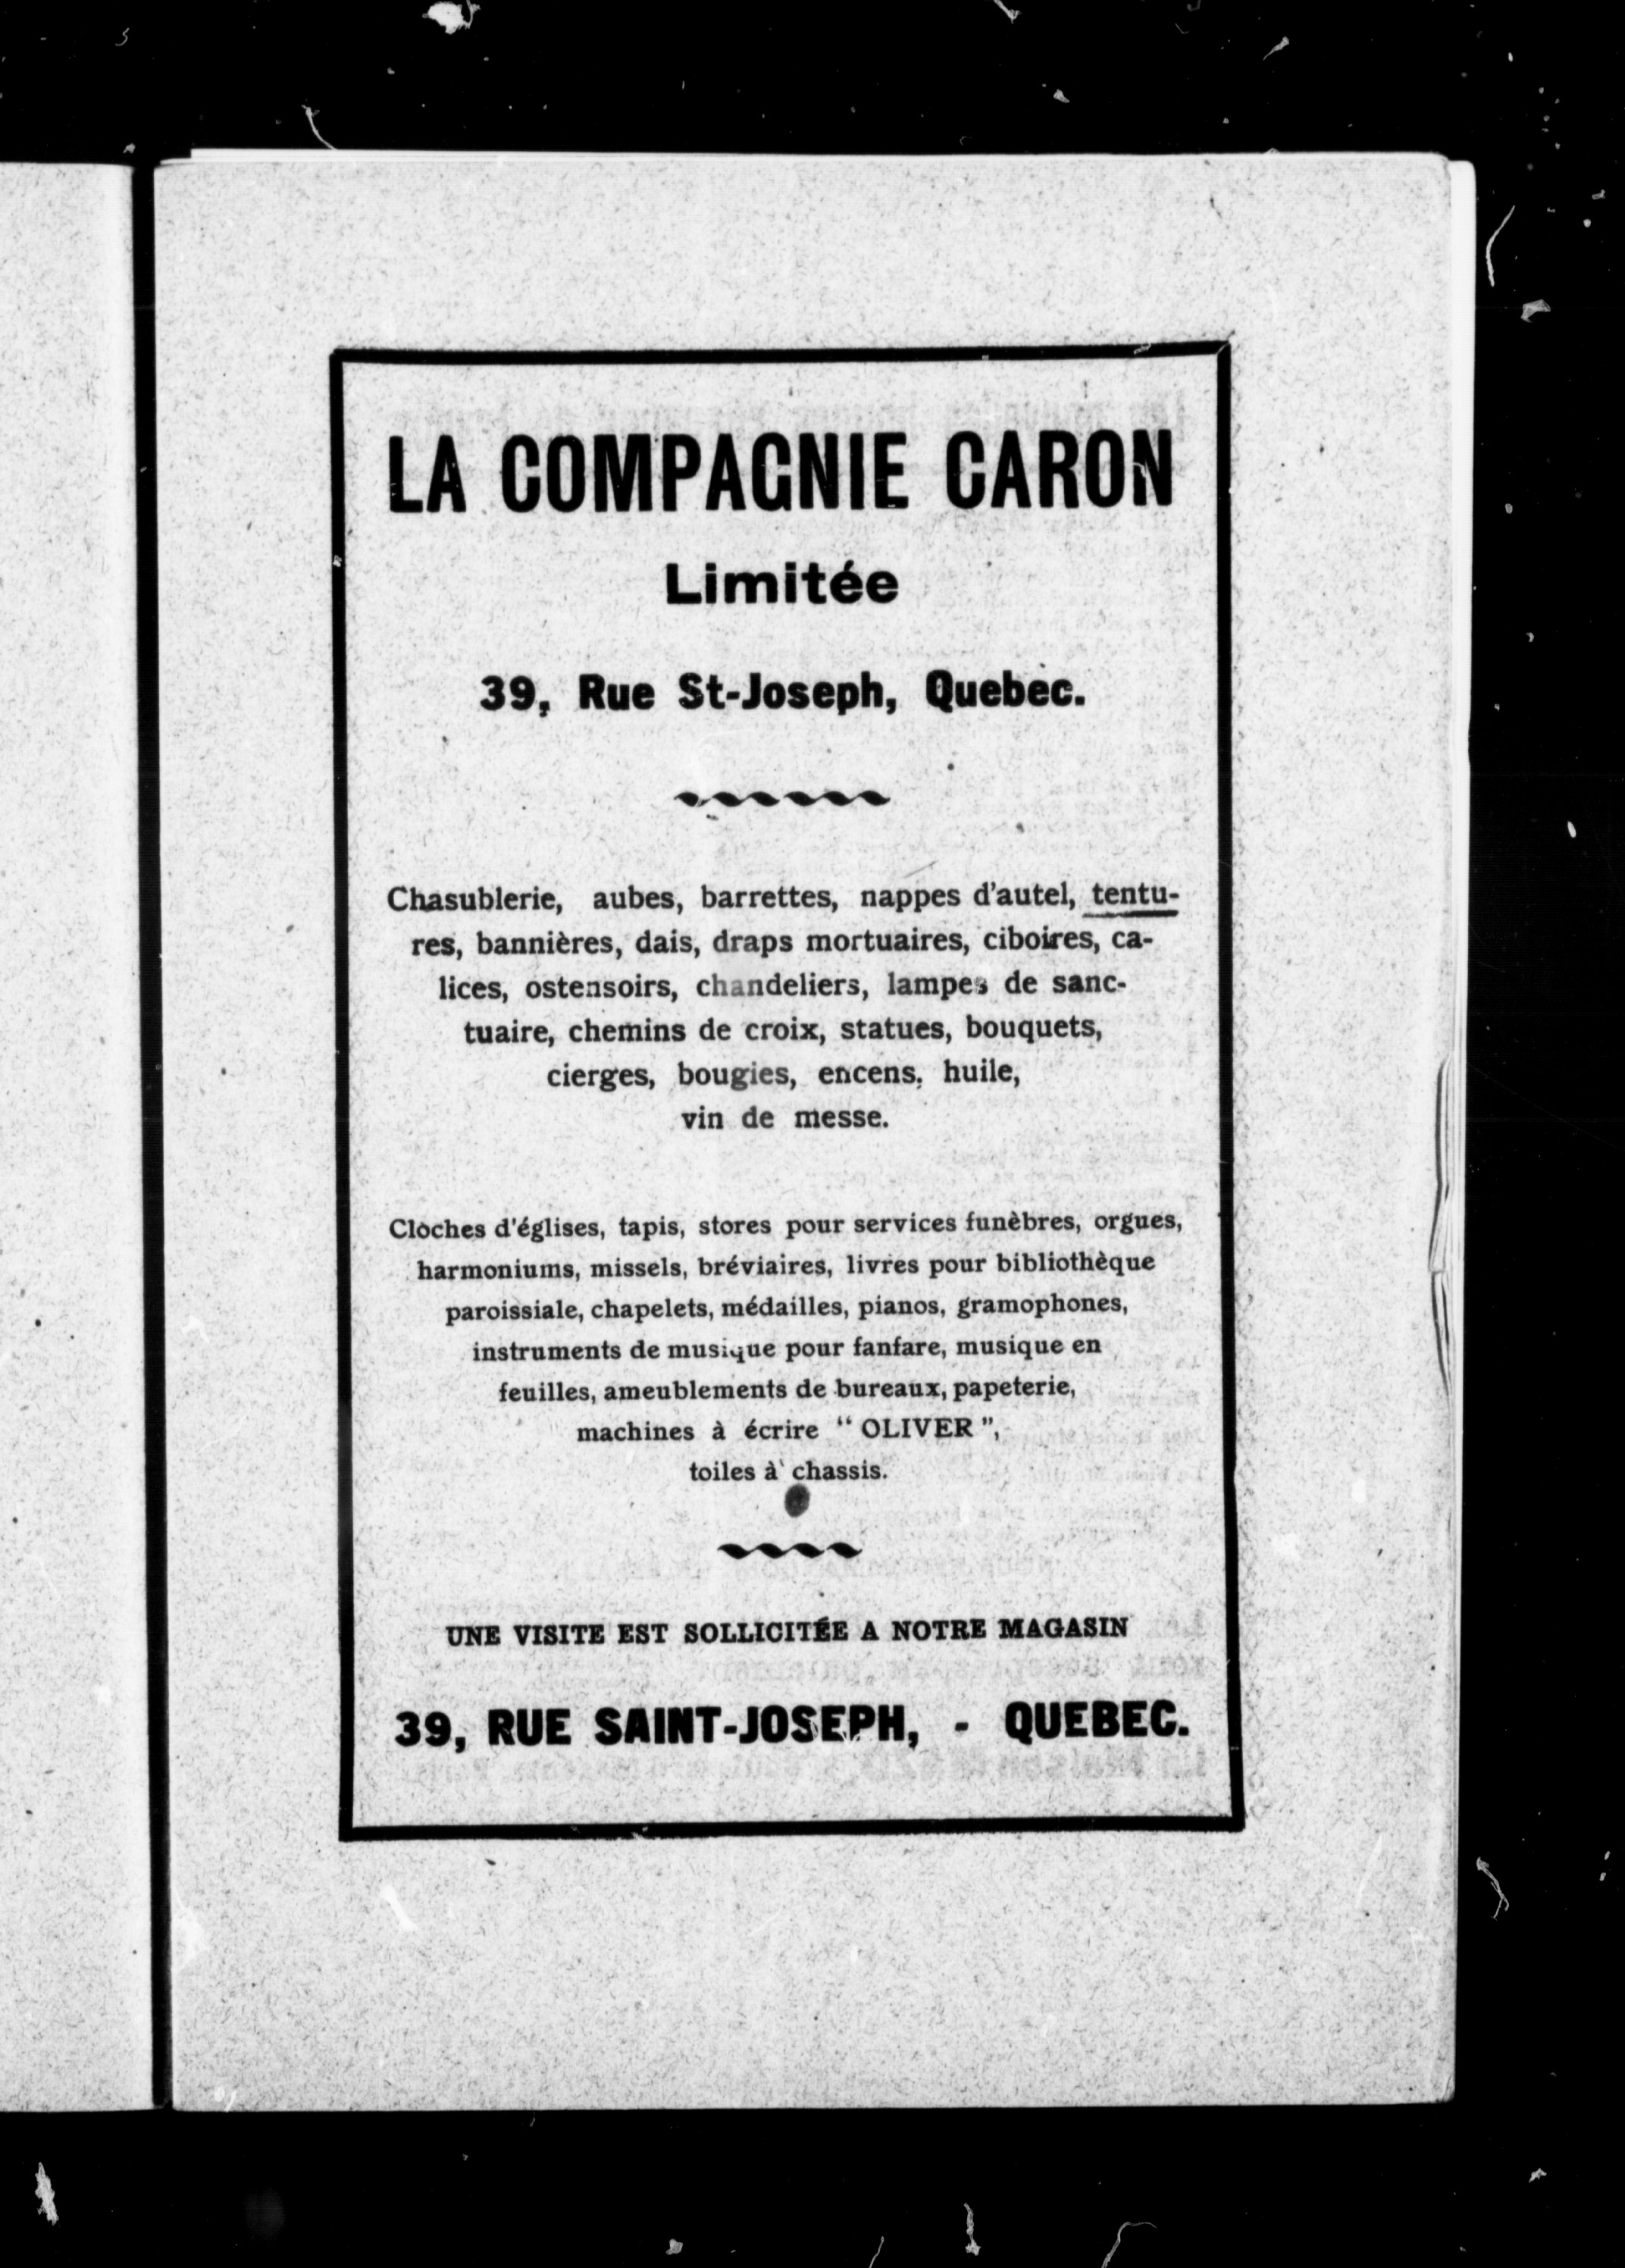 LA COMPAGNIE CARON
Limitée
39, Rue St-Joseph, Quebec.
Chasublerie, aubes, barrettes, nappes d'autel, tentu-
res, bannières, dais, draps mortuaires, ciboires, ca-
lices, ostensoirs, chandeliers, lampes de sanc-
tuaire, chemins de croix, statues, bouquets,
cierges, bougies, encens, huile,
vin de messe.
Cloches d'églises, tapis, stores pour services funèbres, orgues,
harmoniums, missels, bréviaires, livres pour bibliothèque
paroissiale, chapelets, médailles, pianos, gramophones,
instruments de musique pour fanfare, musique en
feuilles, ameublements de bureaux, papeterie,
machines à écrire "OLIVER",
toiles à chassis.
UNE VISITE EST SOLLICITÉE A NOTRE MAGASIN
39, RUE SAINT-JOSEPH, - QUEBEC.